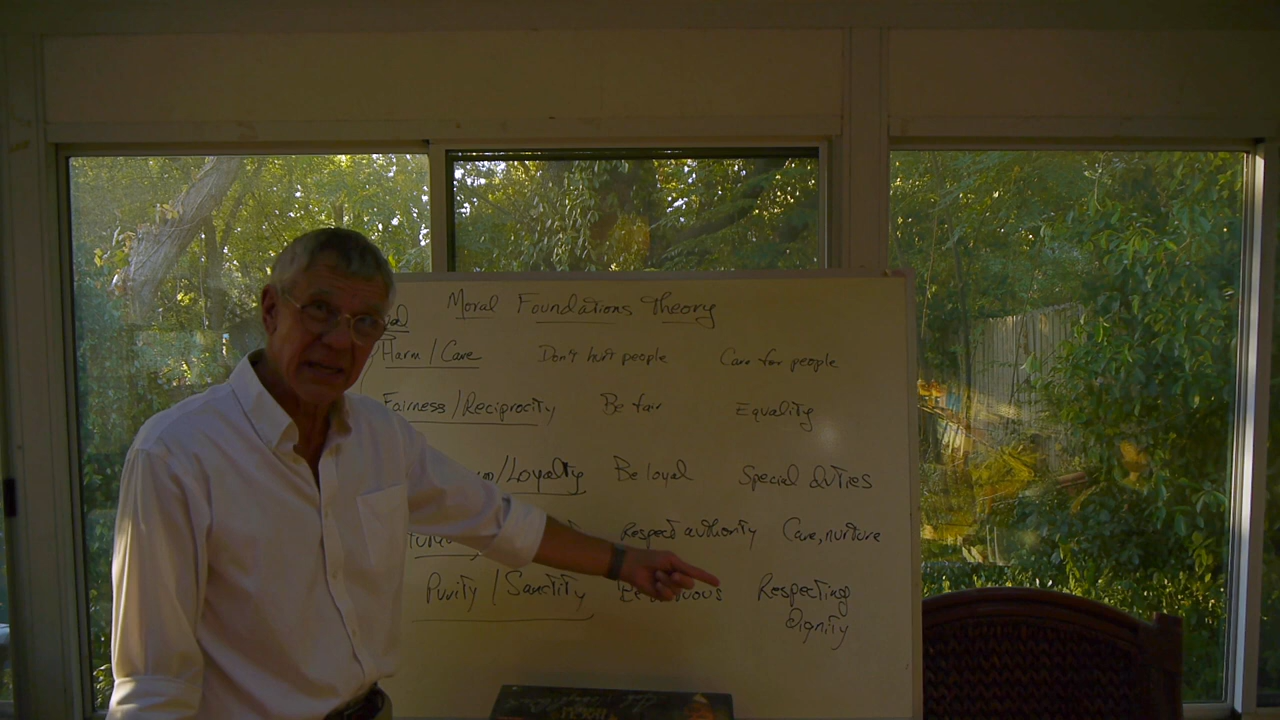 Moral Foundations Theory
Harm / Care Don't hurt people Care for people
Fairness / Reciprocity Be fair Equality
/Loyalty Be loyal Special duties
Respect authority Care, nurture
Purity / Sanctity Respecting
Dignity